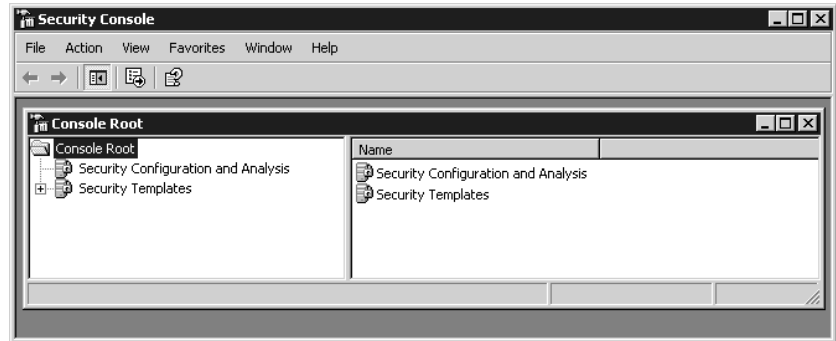 Security Console
File Action View Favorites Window Help
Console Root
Console Root
Security Configuration and Analysis
Security Templates
Name
Security Configuration and Analysis
Security Templates